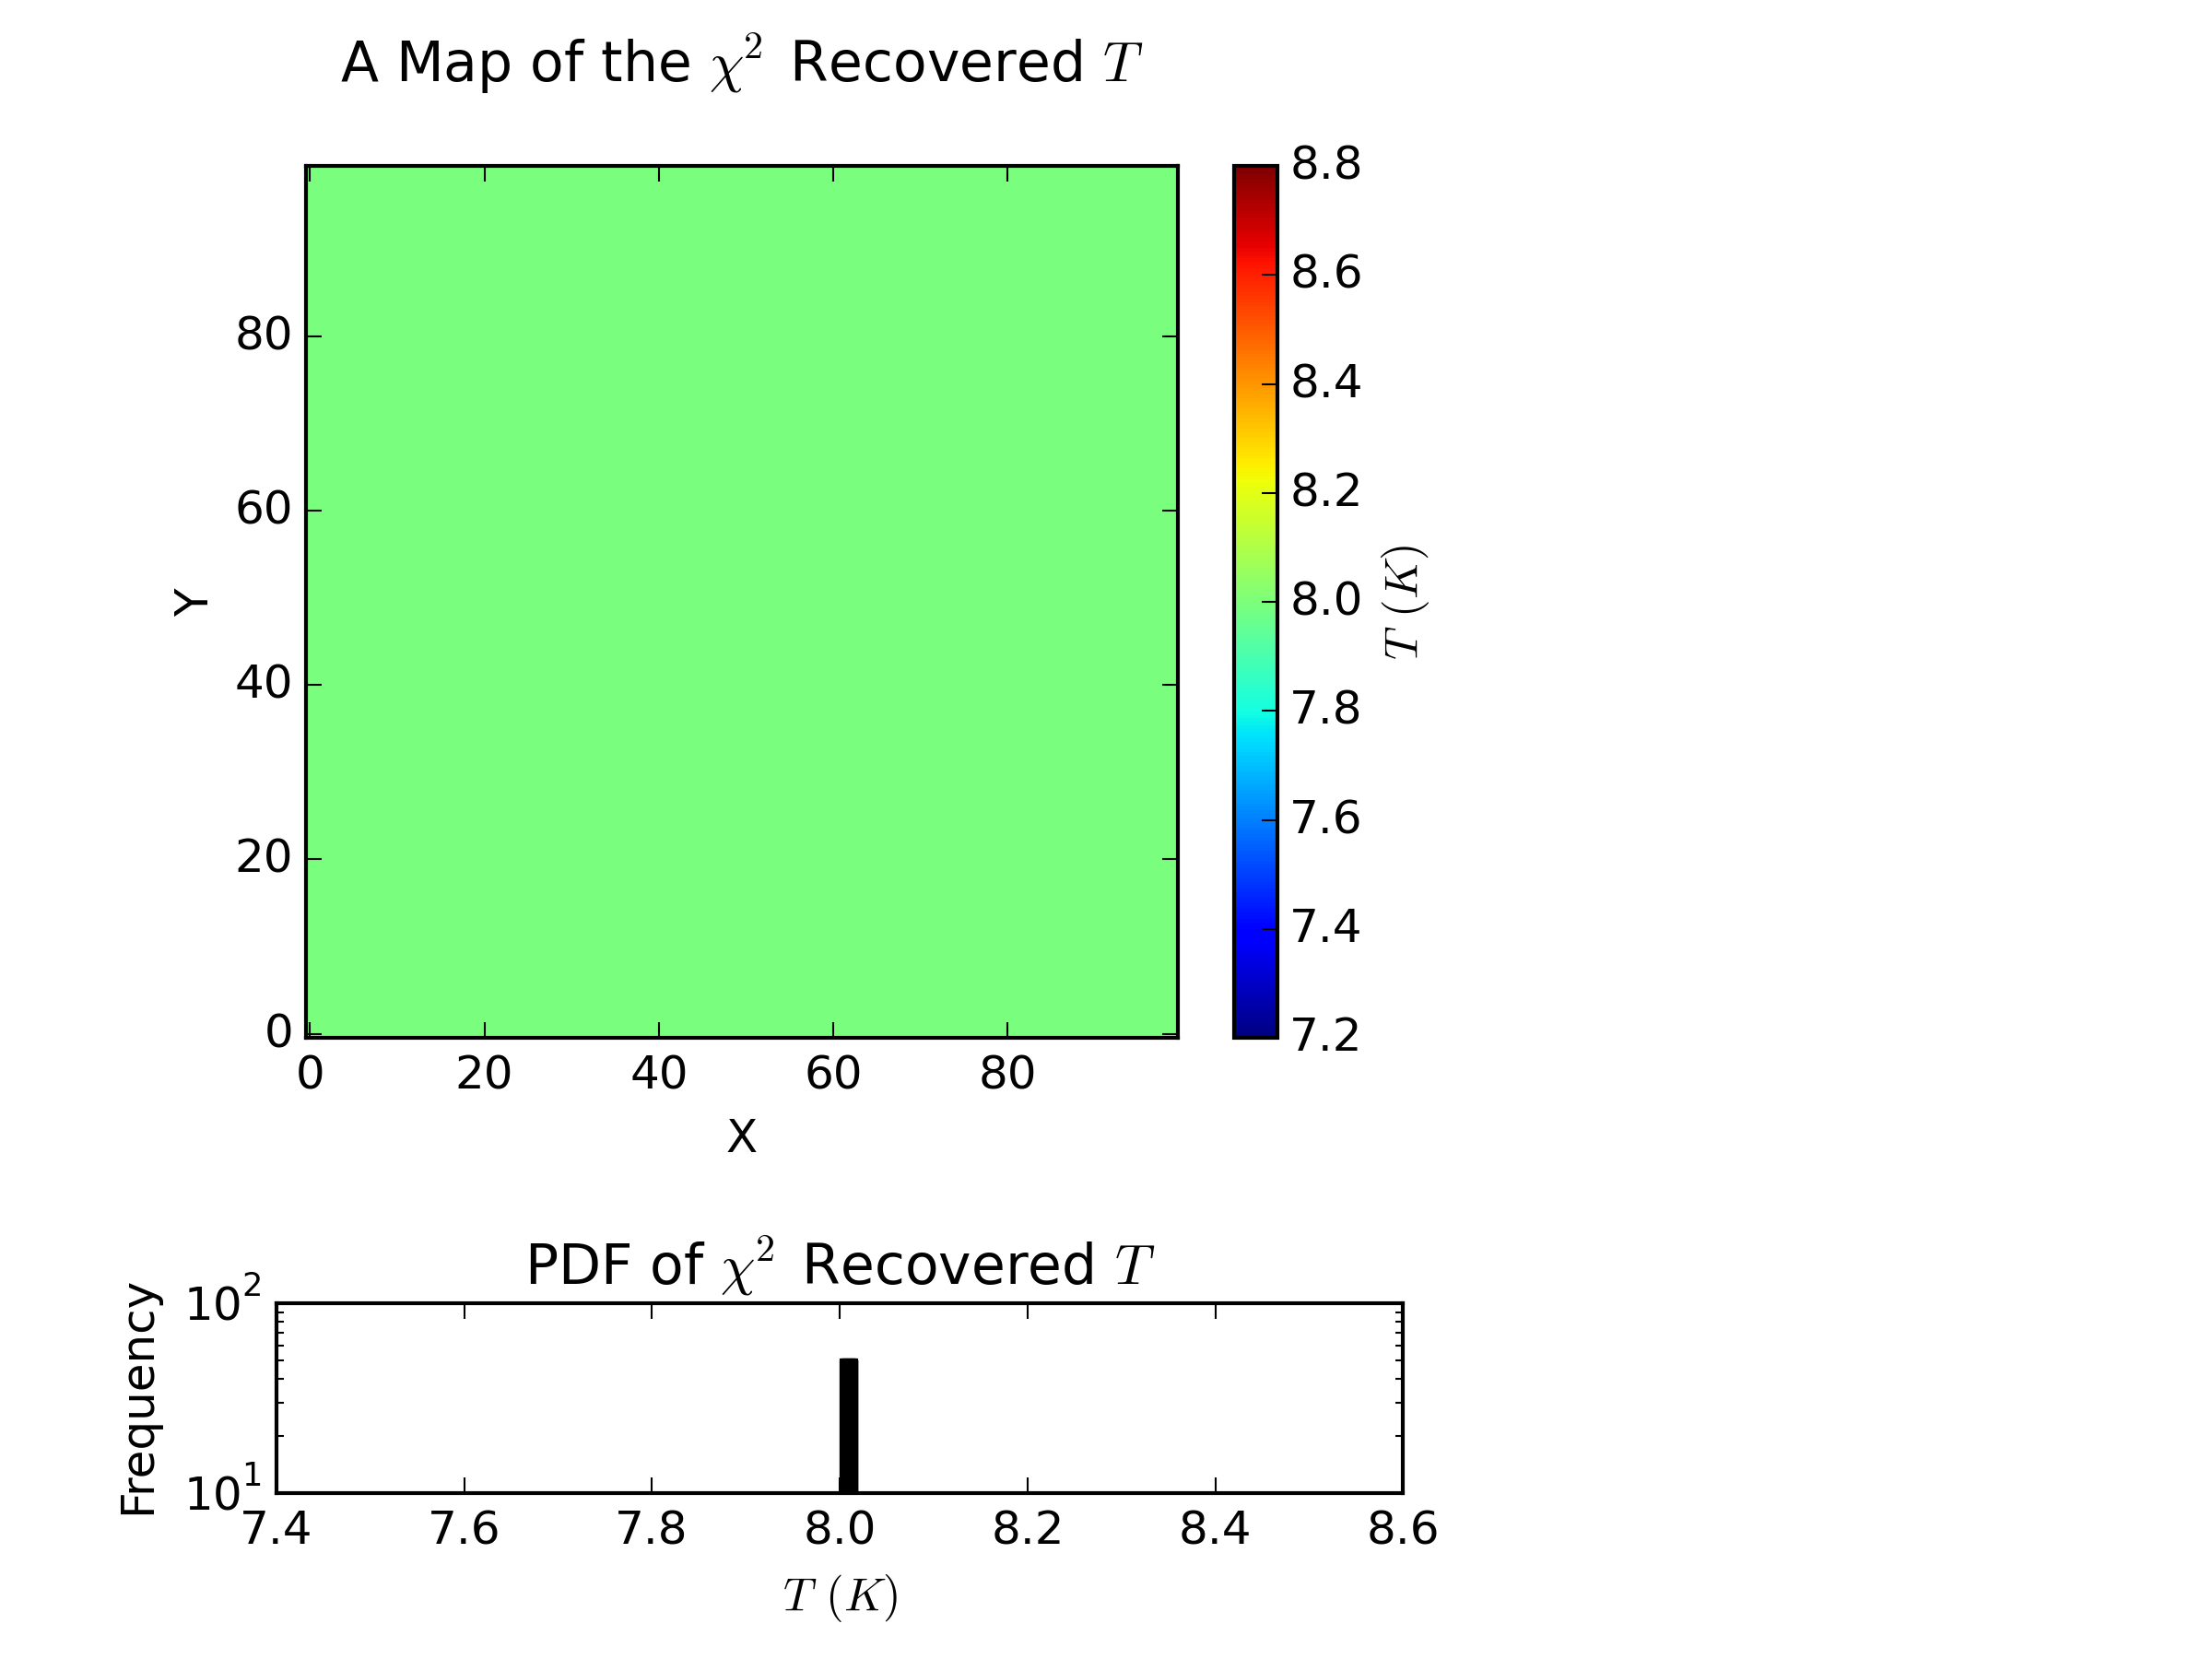 A Map of the χ² Recovered T
8.8
8.6
8.4
8.2
8.0
7.8
7.6
7.4
7.2
T (K)
80
60
40
20
0
Y
0 20 40 60 80
X
PDF of χ² Recovered T
10²
10¹
Frequency
7.4 7.6 7.8 8.0 8.2 8.4 8.6
T (K)